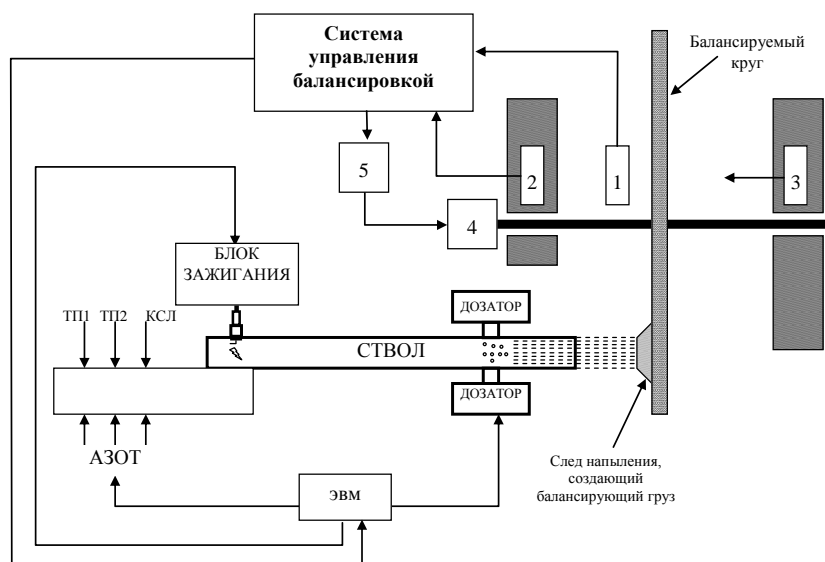 Система
управления
балансировкой
Балансируемый
круг
5
2
1
3
4
БЛОК
ЗАЖИГАНИЯ
ТП1 ТП2 КСЛ
ДОЗАТОР
СТВОЛ
ДОЗАТОР
АЗОТ
След напыления,
создающий
балансирующий груз
ЭВМ